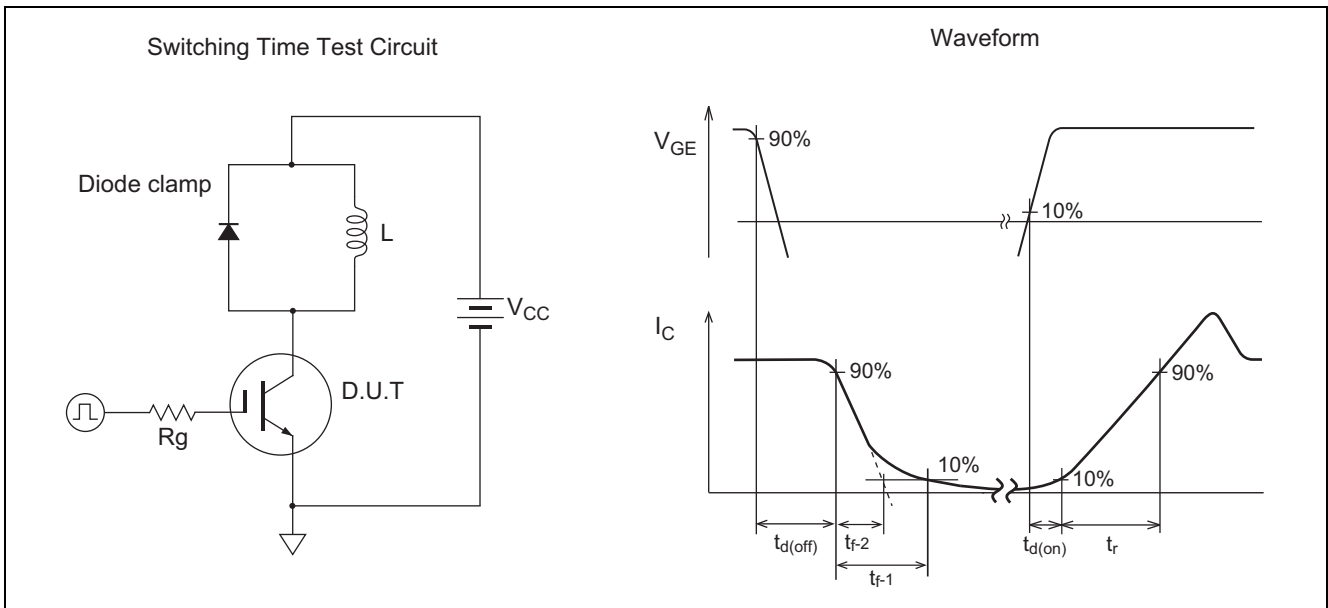 Switching Time Test Circuit
Diode clamp
L
VCC
D.U.T
Rg
Waveform
VGE
90%
10%
IC
90%
10%
90%
10%
td(off)
tf-2
tf-1
td(on)
tr